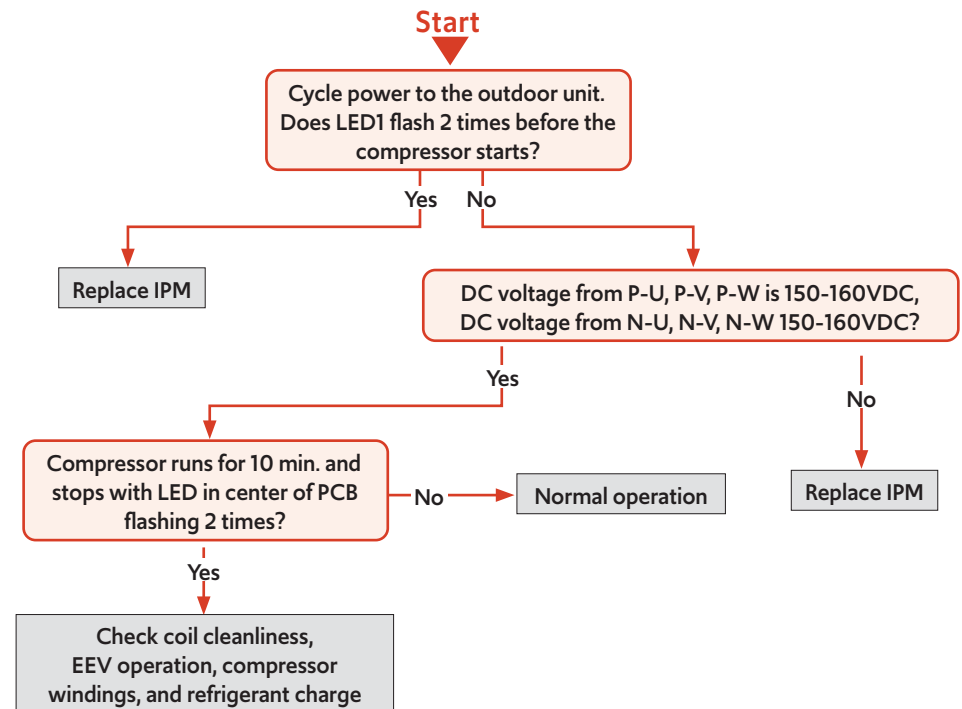 Start
Cycle power to the outdoor unit.
Does LED1 flash 2 times before the
compressor starts?
Yes
No
Replace IPM
DC voltage from P-U, P-V, P-W is 150-160VDC,
DC voltage from N-U, N-V, N-W 150-160VDC?
Yes
No
Compressor runs for 10 min. and
stops with LED in center of PCB
flashing 2 times?
No
Normal operation
Replace IPM
Yes
Check coil cleanliness,
EEV operation, compressor
windings, and refrigerant charge